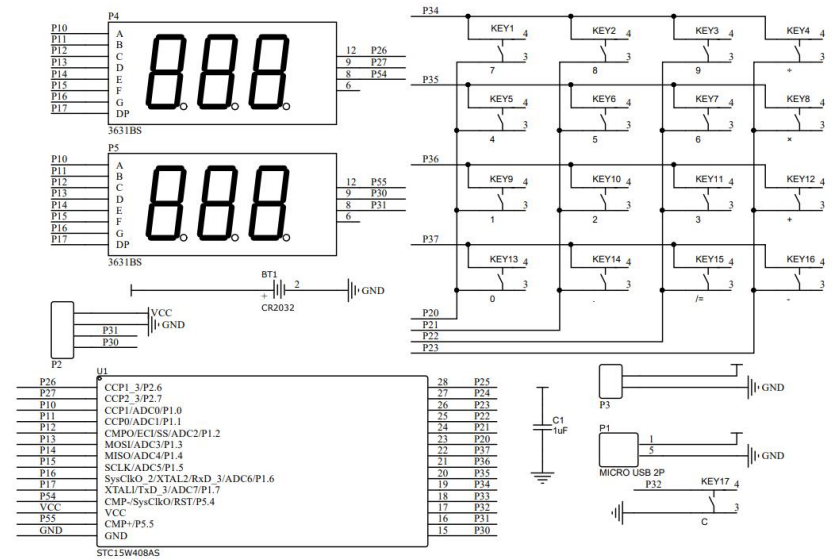 P4
P10 A
P11 B
P12 C 12 P26
P13 D 9 P27
P14 E 8 P54
P15 F 6
P16 G
P17 DP
3631BS
P5
P10 A
P11 B
P12 C 12 P55
P13 D 9 P30
P14 E 8 P31
P15 F 6
P16 G
P17 DP
3631BS
BT1
+ 2 GND
CR2032
VCC
GND
P31
P30
P2
P34
KEY1 4 KEY2 4 KEY3 4 KEY4 4
3 3 3 3
7 8 9 ÷
P35
KEY5 4 KEY6 4 KEY7 4 KEY8 4
3 3 3 3
4 5 6 ×
P36
KEY9 4 KEY10 4 KEY11 4 KEY12 4
3 3 3 3
1 2 3 +
P37
KEY13 4 KEY14 4 KEY15 4 KEY16 4
3 3 3 3
0 . /= -
P20
P21
P22
P23
U1
P26 CCP1_3/P2.6 28 P25
P27 CCP2_3/P2.7 27 P24
P10 CCP1/ADC0/P1.0 26 P23
P11 CCP0/ADC1/P1.1 25 P22
P12 CMPO/ECI/SS/ADC2/P1.2 24 P21
P13 MOSI/ADC3/P1.3 23 P20
P14 MISO/ADC4/P1.4 22 P37
P15 SCLK/ADC5/P1.5 21 P36
P16 SysClkO_2/XTAL2/RxD_3/ADC6/P1.6 20 P35
P17 XTALI/TxD_3/ADC7/P1.7 19 P34
P54 CMP-/SysClkO/RST/P5.4 18 P33
VCC VCC 17 P32
P55 CMP+/P5.5 16 P31
GND GND 15 P30
STC15W408AS
C1
1uF
GND
P3
P1
1
5 GND
MICRO USB 2P
P32 KEY17 4
3
C